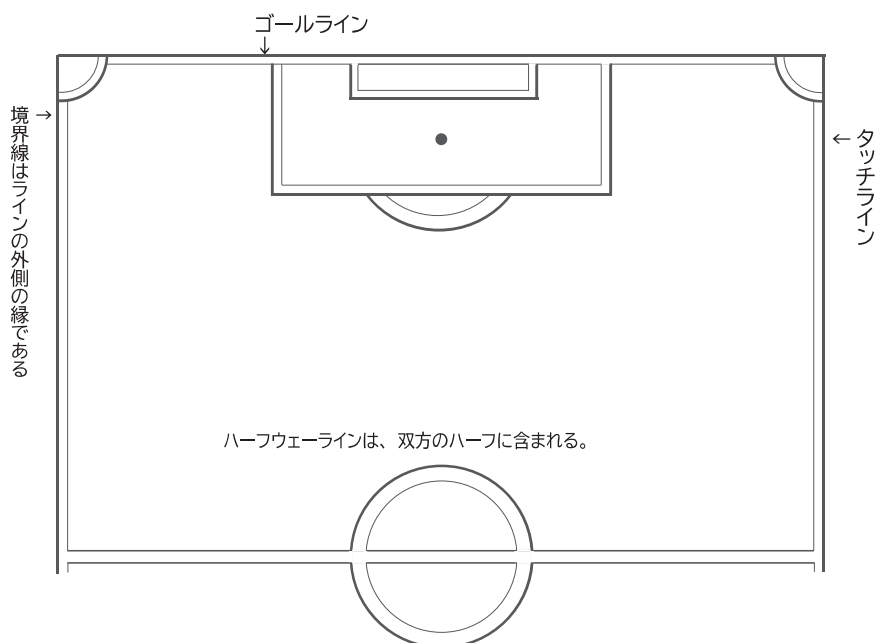 ゴールライン
↓
境界線はラインの外側の縁である
→
←
タッチライン
ハーフウェーラインは、双方のハーフに含まれる。